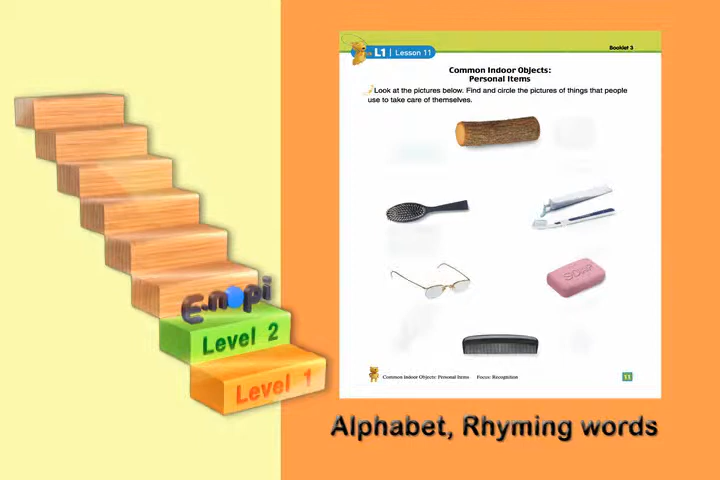 L1 | Lesson 11
Booklet 3
Common Indoor Objects:
Personal Items
Look at the pictures below. Find and circle the pictures of things that people
use to take care of themselves.
SOAP
E-nopi
Level 2
Level 1
Common Indoor Objects: Personal Items Focus: Recognition
11
Alphabet, Rhyming words